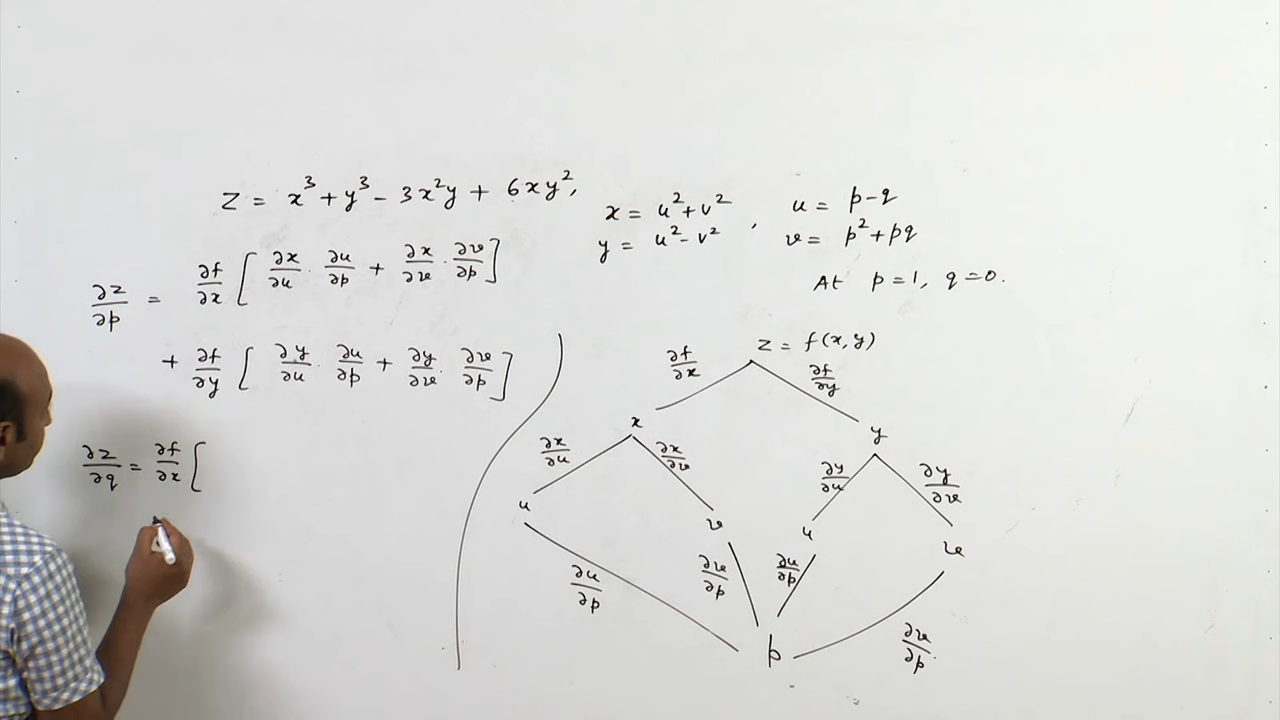 z = x³ + y³ - 3x²y + 6xy²,
x = u² + v²
y = u² - v² ,
u = p - q
v = p² + pq
At p = 1, q = 0.
∂z/∂p = ∂f/∂x [ ∂x/∂u · ∂u/∂p + ∂x/∂v · ∂v/∂p ]
+ ∂f/∂y [ ∂y/∂u · ∂u/∂p + ∂y/∂v · ∂v/∂p ]
∂z/∂q = ∂f/∂x [
z = f(x,y)
∂f/∂x ∂f/∂y
x y
∂x/∂u ∂x/∂v ∂y/∂u ∂y/∂v
u v u v
∂u/∂p ∂v/∂p ∂u/∂p ∂v/∂p
p